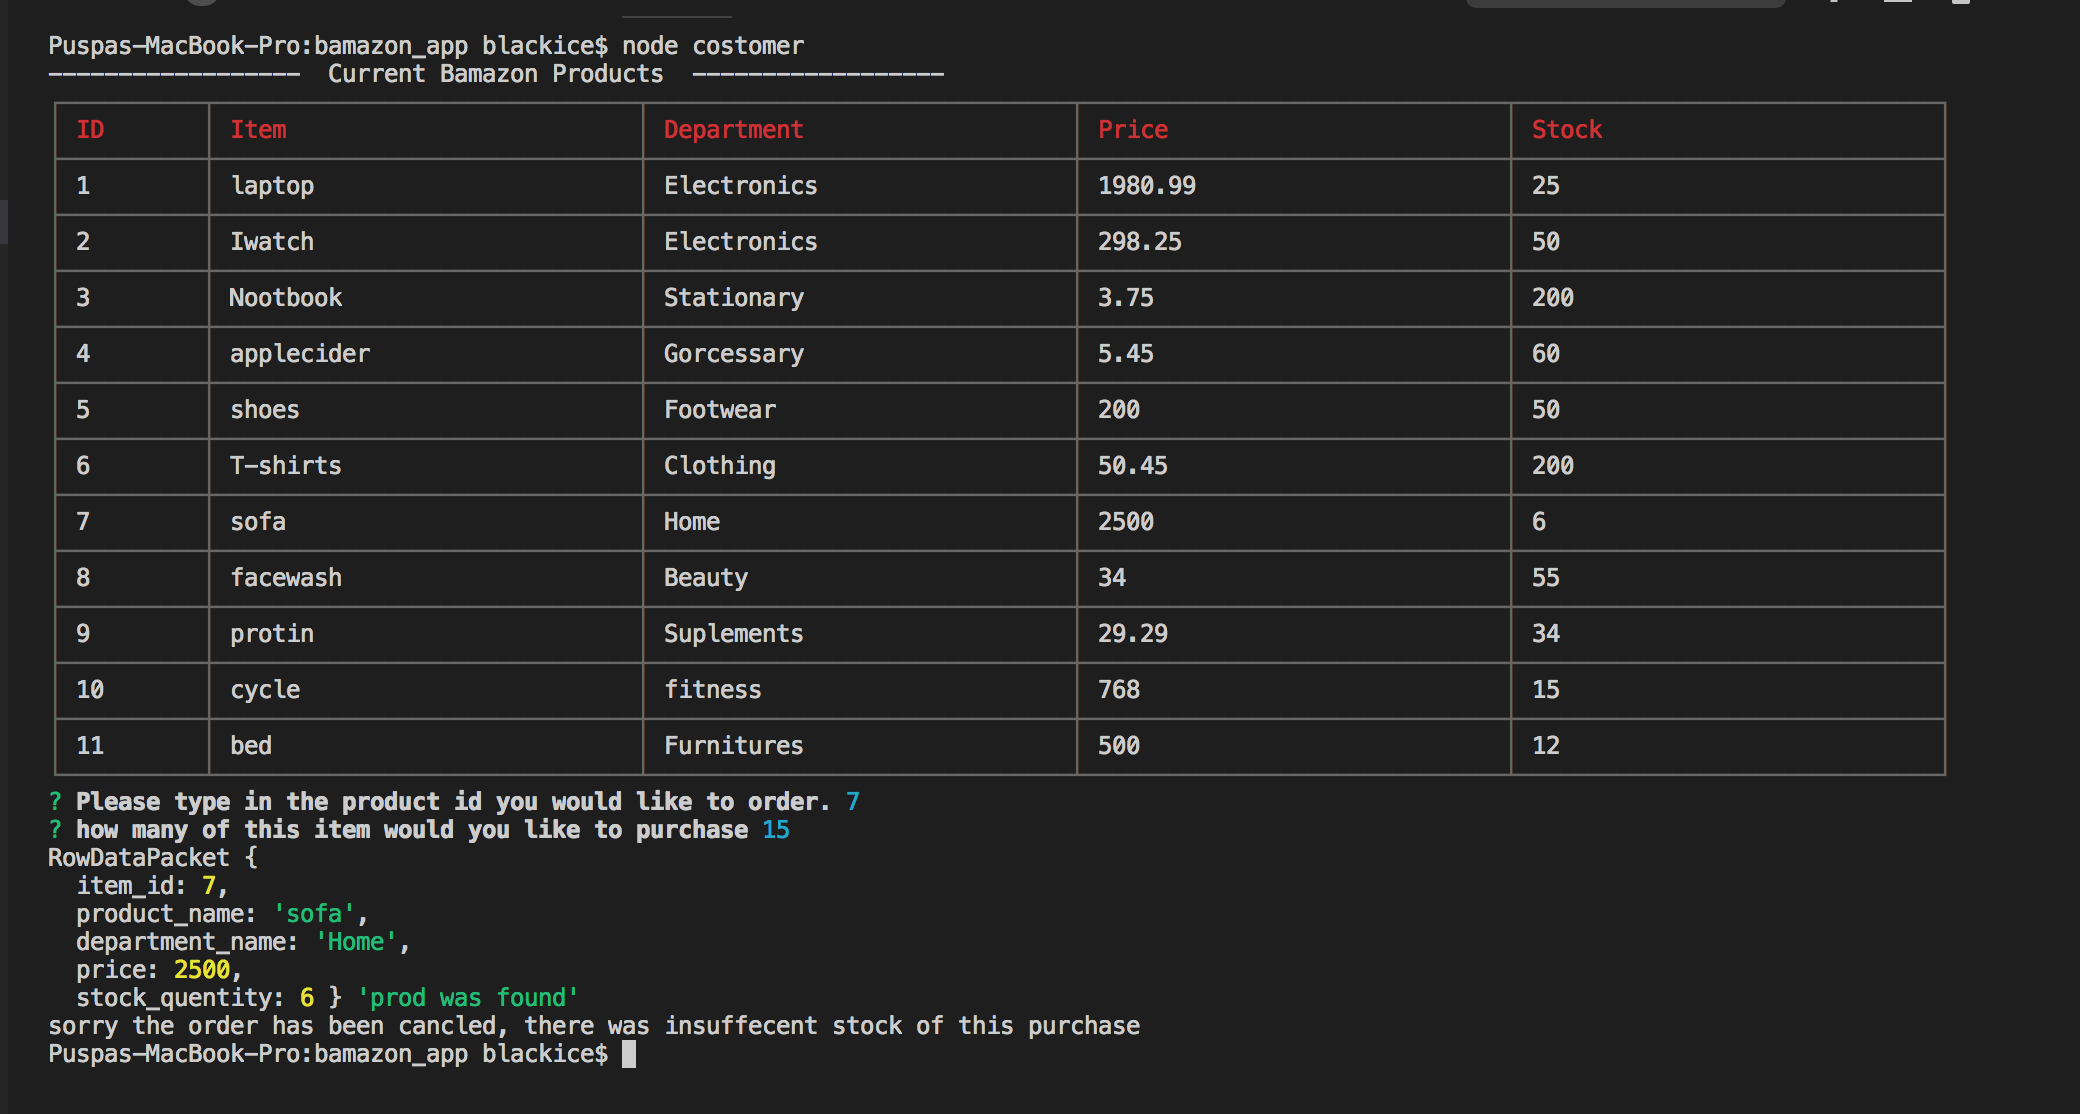 Puspas-MacBook-Pro:bamazon_app blackice$ node costomer
------------------  Current Bamazon Products  ------------------
ID Item Department Price Stock
1 laptop Electronics 1980.99 25
2 Iwatch Electronics 298.25 50
3 Nootbook Stationary 3.75 200
4 applecider Gorcessary 5.45 60
5 shoes Footwear 200 50
6 T-shirts Clothing 50.45 200
7 sofa Home 2500 6
8 facewash Beauty 34 55
9 protin Suplements 29.29 34
10 cycle fitness 768 15
11 bed Furnitures 500 12
? Please type in the product id you would like to order. 7
? how many of this item would you like to purchase 15
RowDataPacket {
  item_id: 7,
  product_name: 'sofa',
  department_name: 'Home',
  price: 2500,
  stock_quentity: 6 } 'prod was found'
sorry the order has been cancled, there was insuffecent stock of this purchase
Puspas-MacBook-Pro:bamazon_app blackice$